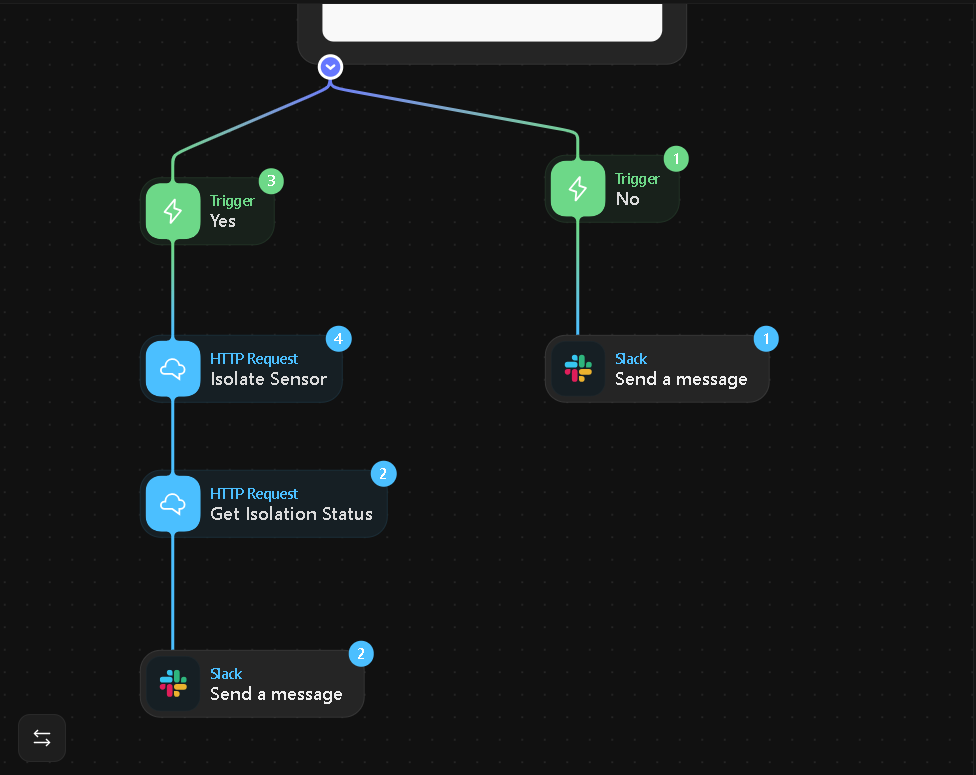 3
Trigger
Yes
1
Trigger
No
4
HTTP Request
Isolate Sensor
1
Slack
Send a message
2
HTTP Request
Get Isolation Status
2
Slack
Send a message